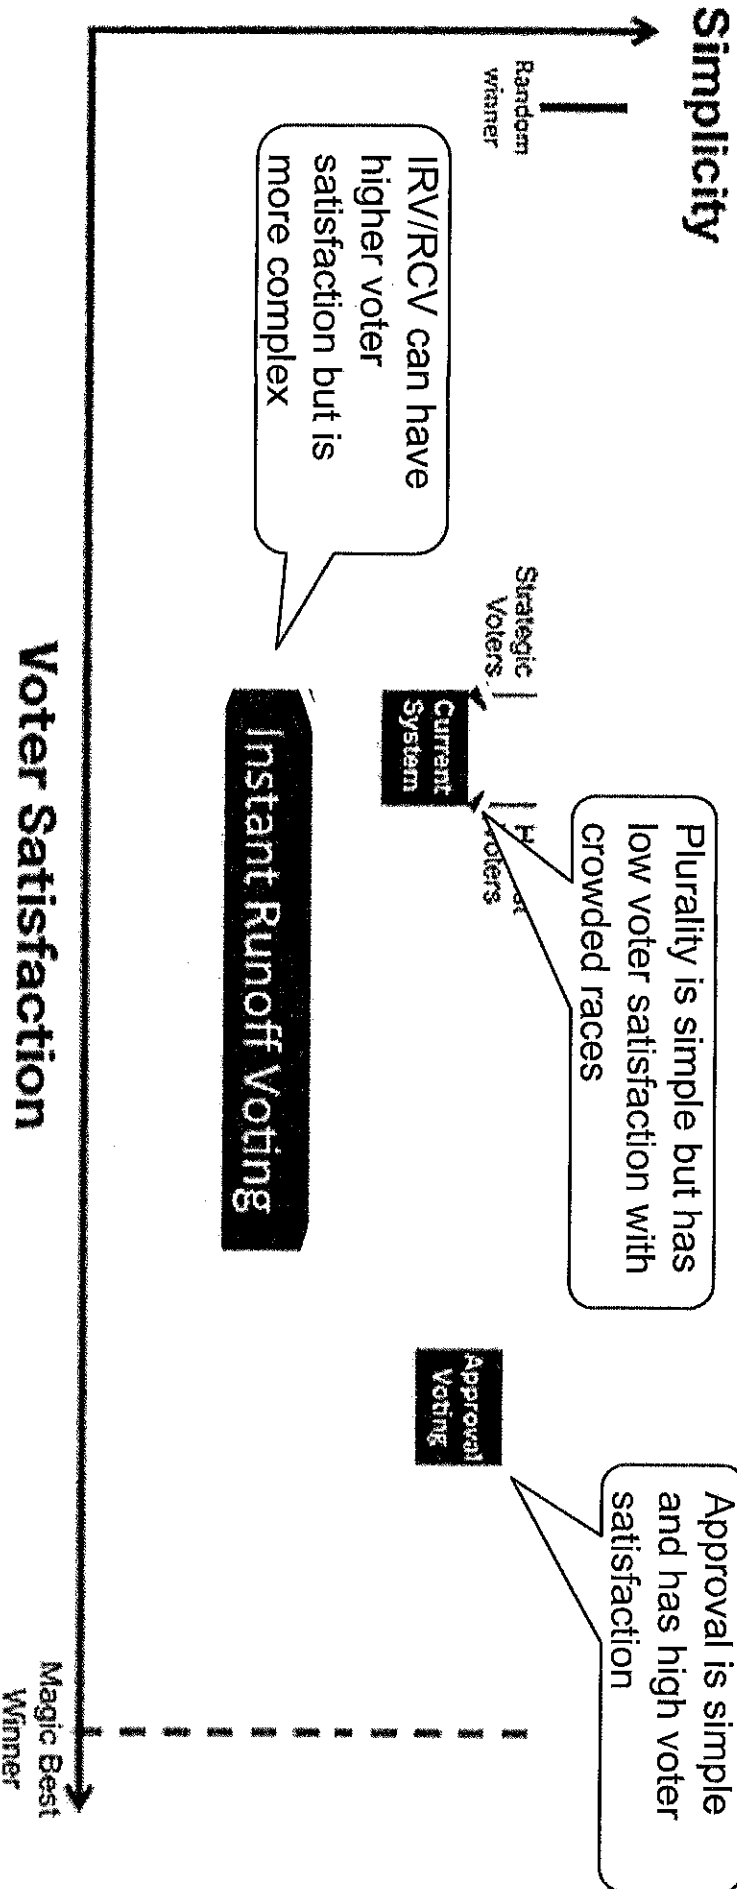 Simplicity
Random
winner
IRV/RCV can have
higher voter
satisfaction but is
more complex
Strategic
Voters
Current
System
Plurality is simple but has
low voter satisfaction with
crowded races
Instant Runoff Voting
Approval
Voting
Approval is simple
and has high voter
satisfaction
Magic Best
Winner
Voter Satisfaction